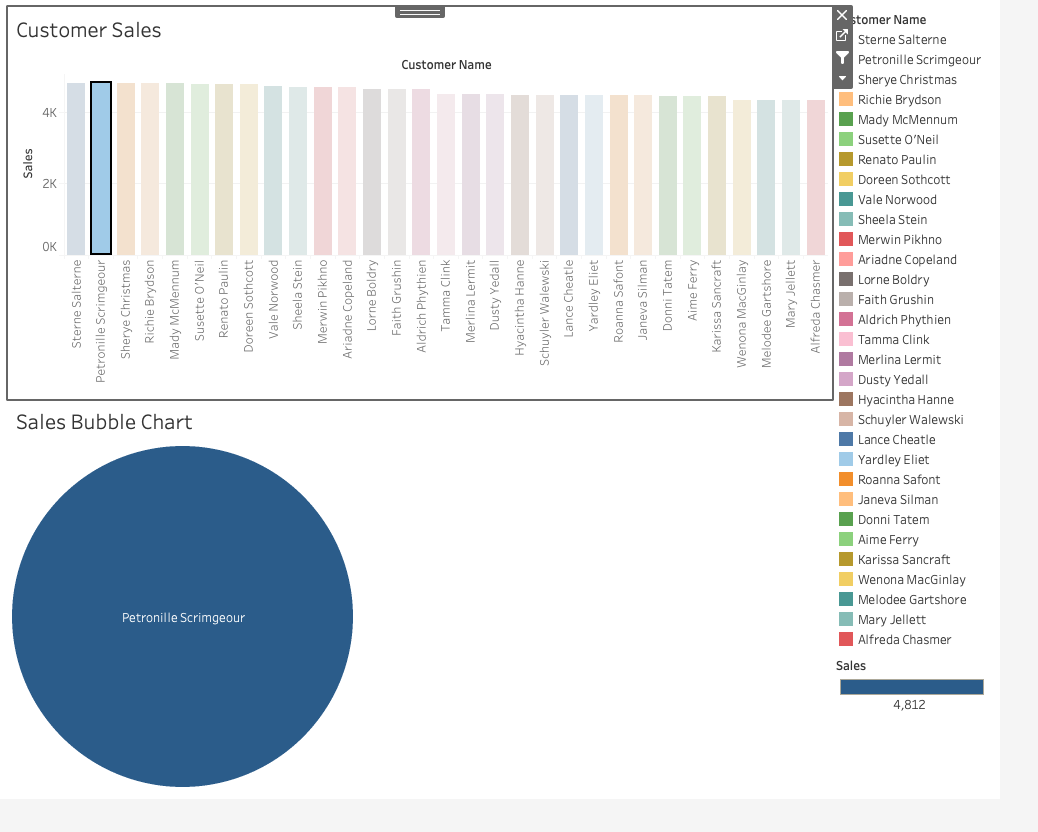 Customer Sales
Customer Name
Sales
4K
2K
0K
Sterne Salterne
Petronille Scrimgeour
Sherye Christmas
Richie Brydson
Mady McMennum
Susette O'Neil
Renato Paulin
Doreen Sothcott
Vale Norwood
Sheela Stein
Merwin Pikhno
Ariadne Copeland
Lorne Boldry
Faith Grushin
Aldrich Phythien
Tamma Clink
Merlina Lermit
Dusty Yedall
Hyacintha Hanne
Schuyler Walewski
Lance Cheatle
Yardley Eliet
Roanna Safont
Janeva Silman
Donni Tatem
Aime Ferry
Karissa Sancraft
Wenona MacGinlay
Melodee Gartshore
Mary Jellett
Alfreda Chasmer
Sales Bubble Chart
Petronille Scrimgeour
stomer Name
Sterne Salterne
Petronille Scrimgeour
Sherye Christmas
Richie Brydson
Mady McMennum
Susette O'Neil
Renato Paulin
Doreen Sothcott
Vale Norwood
Sheela Stein
Merwin Pikhno
Ariadne Copeland
Lorne Boldry
Faith Grushin
Aldrich Phythien
Tamma Clink
Merlina Lermit
Dusty Yedall
Hyacintha Hanne
Schuyler Walewski
Lance Cheatle
Yardley Eliet
Roanna Safont
Janeva Silman
Donni Tatem
Aime Ferry
Karissa Sancraft
Wenona MacGinlay
Melodee Gartshore
Mary Jellett
Alfreda Chasmer
Sales
4,812